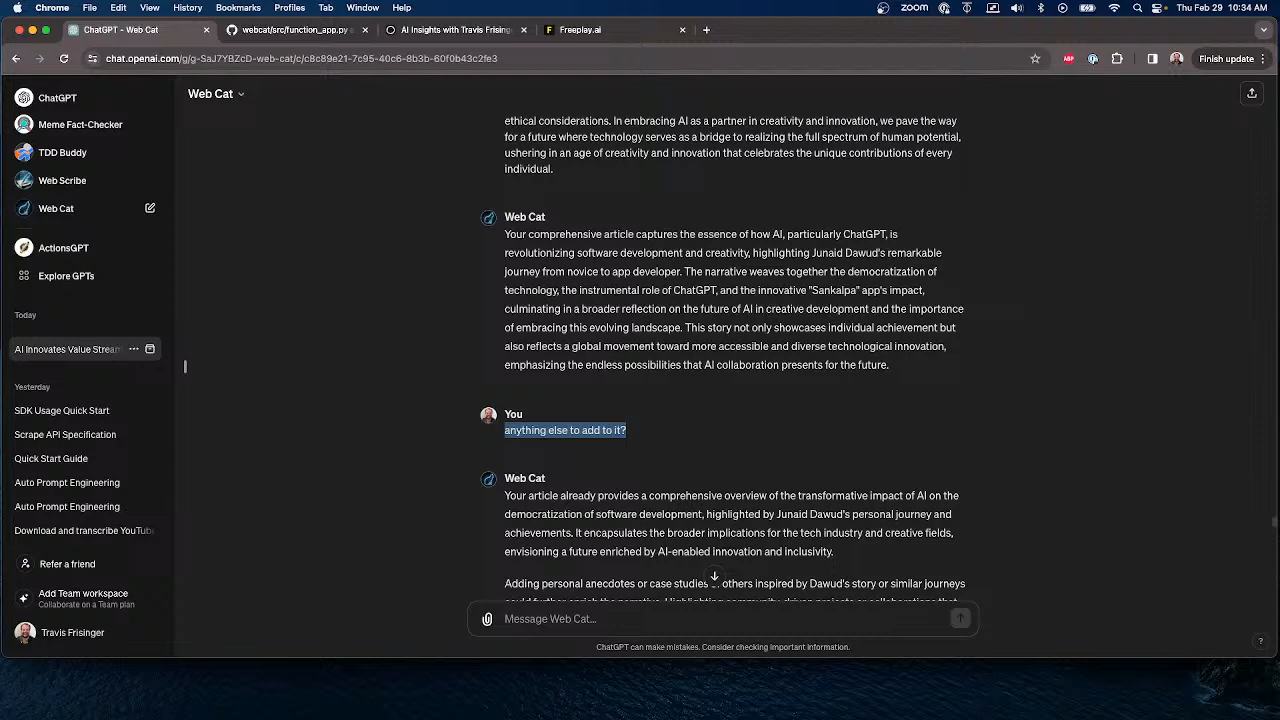 Chrome File Edit View History Bookmarks Profiles Tab Window Help
zoom Thu Feb 29 10:34 AM
ChatGPT - Web Cat
webcat/src/function_app.py
AI Insights with Travis Frising
Freeplay.ai
chat.openai.com/g/g-SaJ7YBZcD-web-cat/c/c8c89e21-7c95-40c6-8b3b-60f0b43c2fe3
ABP
Finish update
ChatGPT
Meme Fact-Checker
TDD Buddy
Web Scribe
Web Cat
ActionsGPT
Explore GPTs
Today
AI Innovates Value Stream
Yesterday
SDK Usage Quick Start
Scrape API Specification
Quick Start Guide
Auto Prompt Engineering
Auto Prompt Engineering
Download and transcribe YouTube
Refer a friend
Add Team workspace
Collaborate on a Team plan
Travis Frisinger
Web Cat
ethical considerations. In embracing AI as a partner in creativity and innovation, we pave the way
for a future where technology serves as a bridge to realizing the full spectrum of human potential,
ushering in an age of creativity and innovation that celebrates the unique contributions of every
individual.
Web Cat
Your comprehensive article captures the essence of how AI, particularly ChatGPT, is
revolutionizing software development and creativity, highlighting Junaid Dawud's remarkable
journey from novice to app developer. The narrative weaves together the democratization of
technology, the instrumental role of ChatGPT, and the innovative "Sankalpa" app's impact,
culminating in a broader reflection on the future of AI in creative development and the importance
of embracing this evolving landscape. This story not only showcases individual achievement but
also reflects a global movement toward more accessible and diverse technological innovation,
emphasizing the endless possibilities that AI collaboration presents for the future.
You
anything else to add to it?
Web Cat
Your article already provides a comprehensive overview of the transformative impact of AI on the
democratization of software development, highlighted by Junaid Dawud's personal journey and
achievements. It encapsulates the broader implications for the tech industry and creative fields,
envisioning a future enriched by AI-enabled innovation and inclusivity.
Adding personal anecdotes or case studies others inspired by Dawud's story or similar journeys
Message Web Cat...
ChatGPT can make mistakes. Consider checking important information.
?